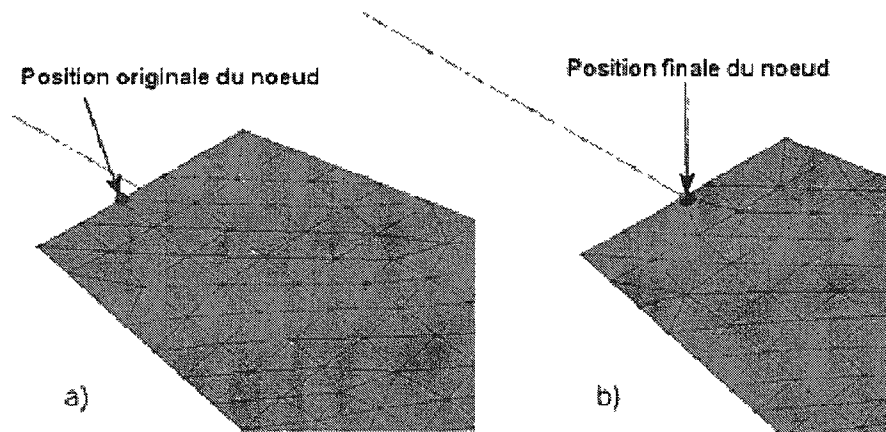 Position originale du noeud
Position finale du noeud
a)
b)